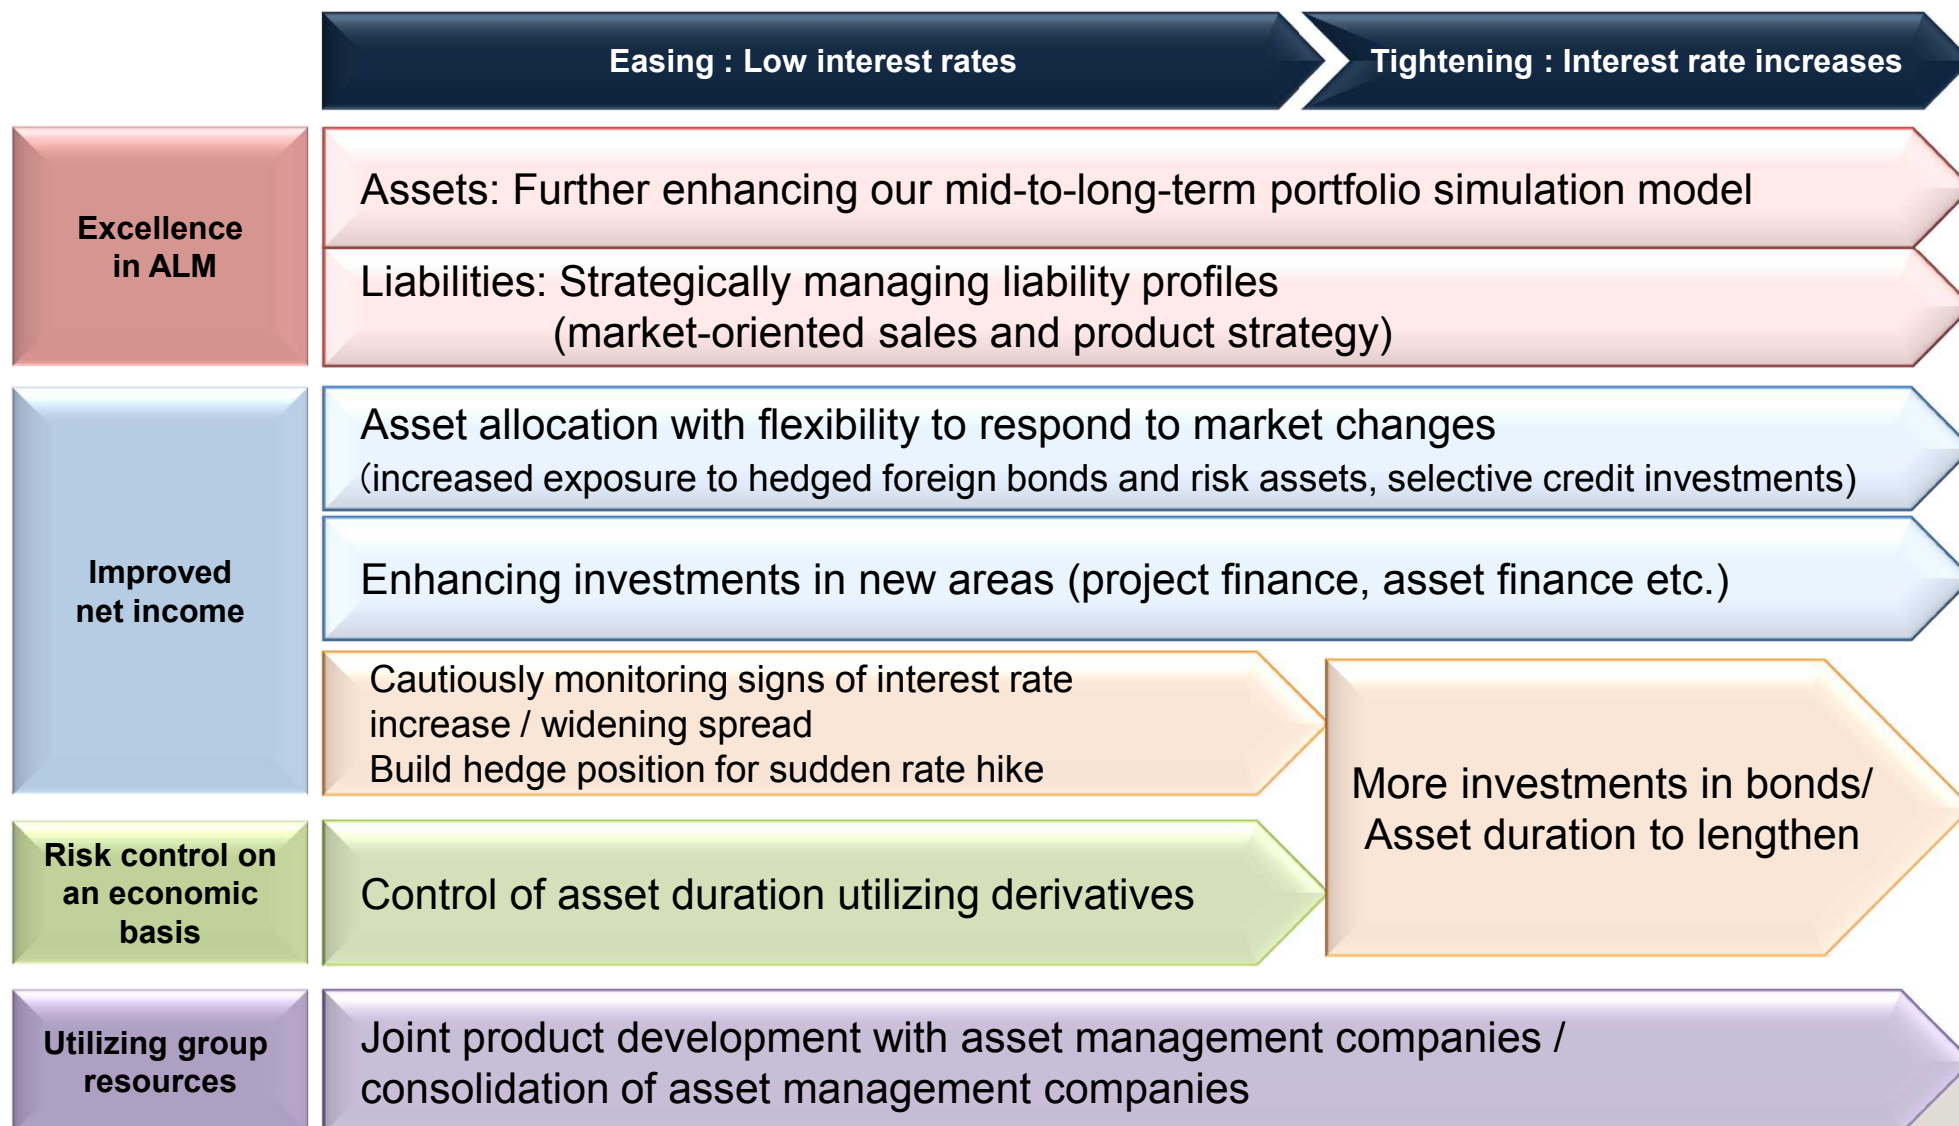 Easing : Low interest rates
Tightening : Interest rate increases
Excellence
in ALM
Assets: Further enhancing our mid-to-long-term portfolio simulation model
Liabilities: Strategically managing liability profiles
(market-oriented sales and product strategy)
Improved
net income
Asset allocation with flexibility to respond to market changes
(increased exposure to hedged foreign bonds and risk assets, selective credit investments)
Enhancing investments in new areas (project finance, asset finance etc.)
Cautiously monitoring signs of interest rate
increase / widening spread
Build hedge position for sudden rate hike
More investments in bonds/
Asset duration to lengthen
Risk control on
an economic
basis
Control of asset duration utilizing derivatives
Utilizing group
resources
Joint product development with asset management companies /
consolidation of asset management companies